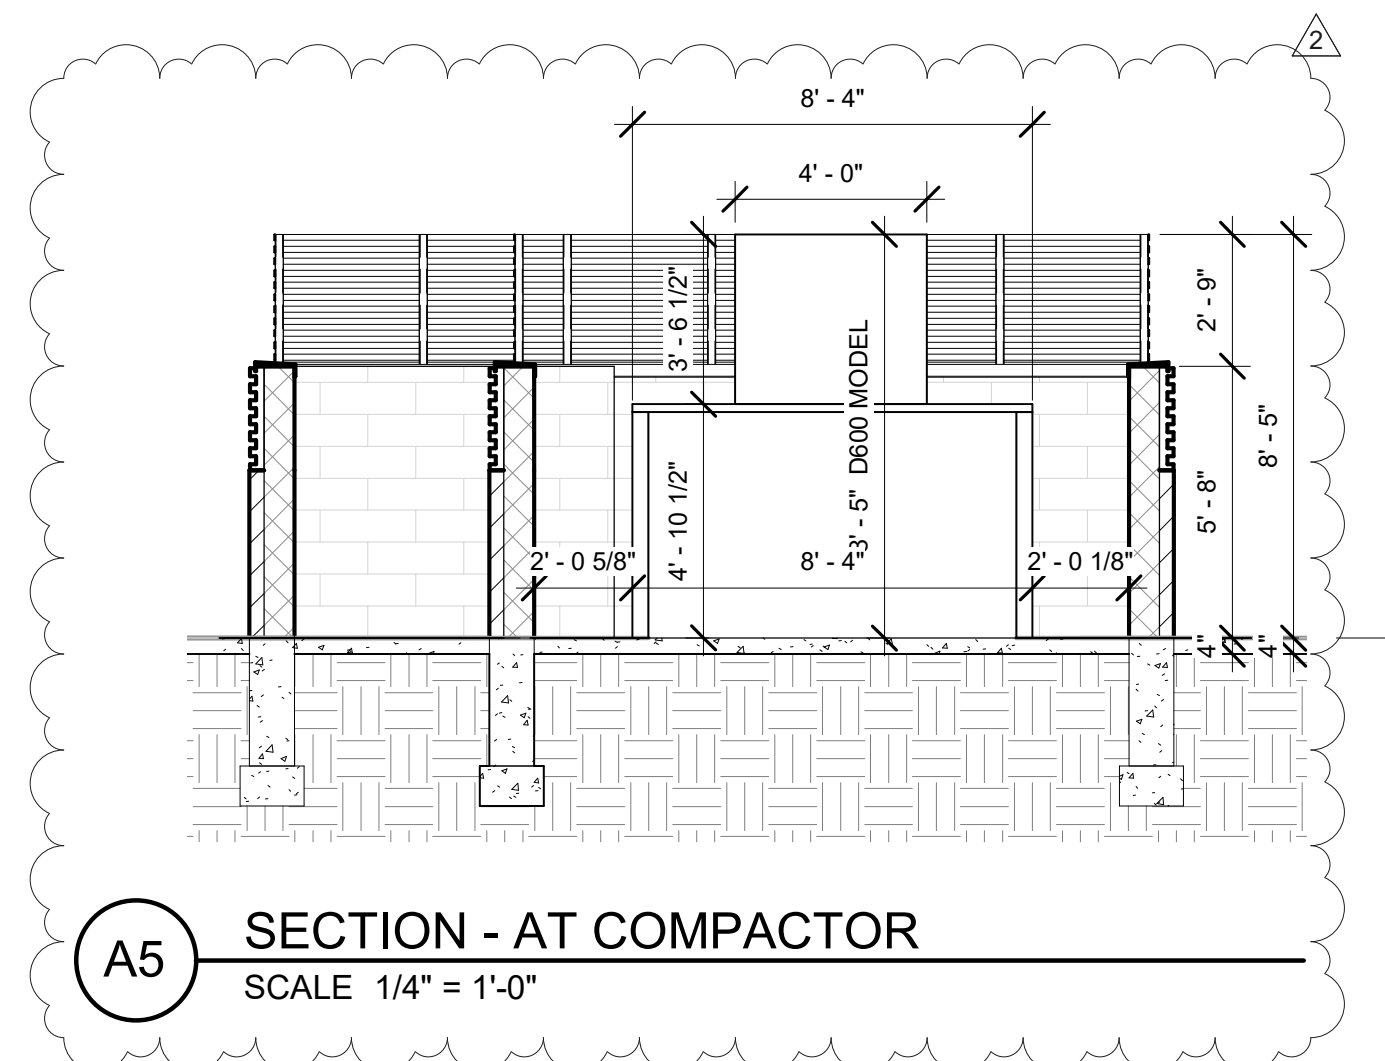 2
8' - 4"
4' - 0"
3' - 6 1/2"
2' - 9"
D600 MODEL
8' - 5"
4' - 10 1/2"
5' - 8"
8' - 5"
2' - 0 5/8"
8' - 4"
2' - 0 1/8"
4"
4"
A5
SECTION - AT COMPACTOR
SCALE 1/4" = 1'-0"